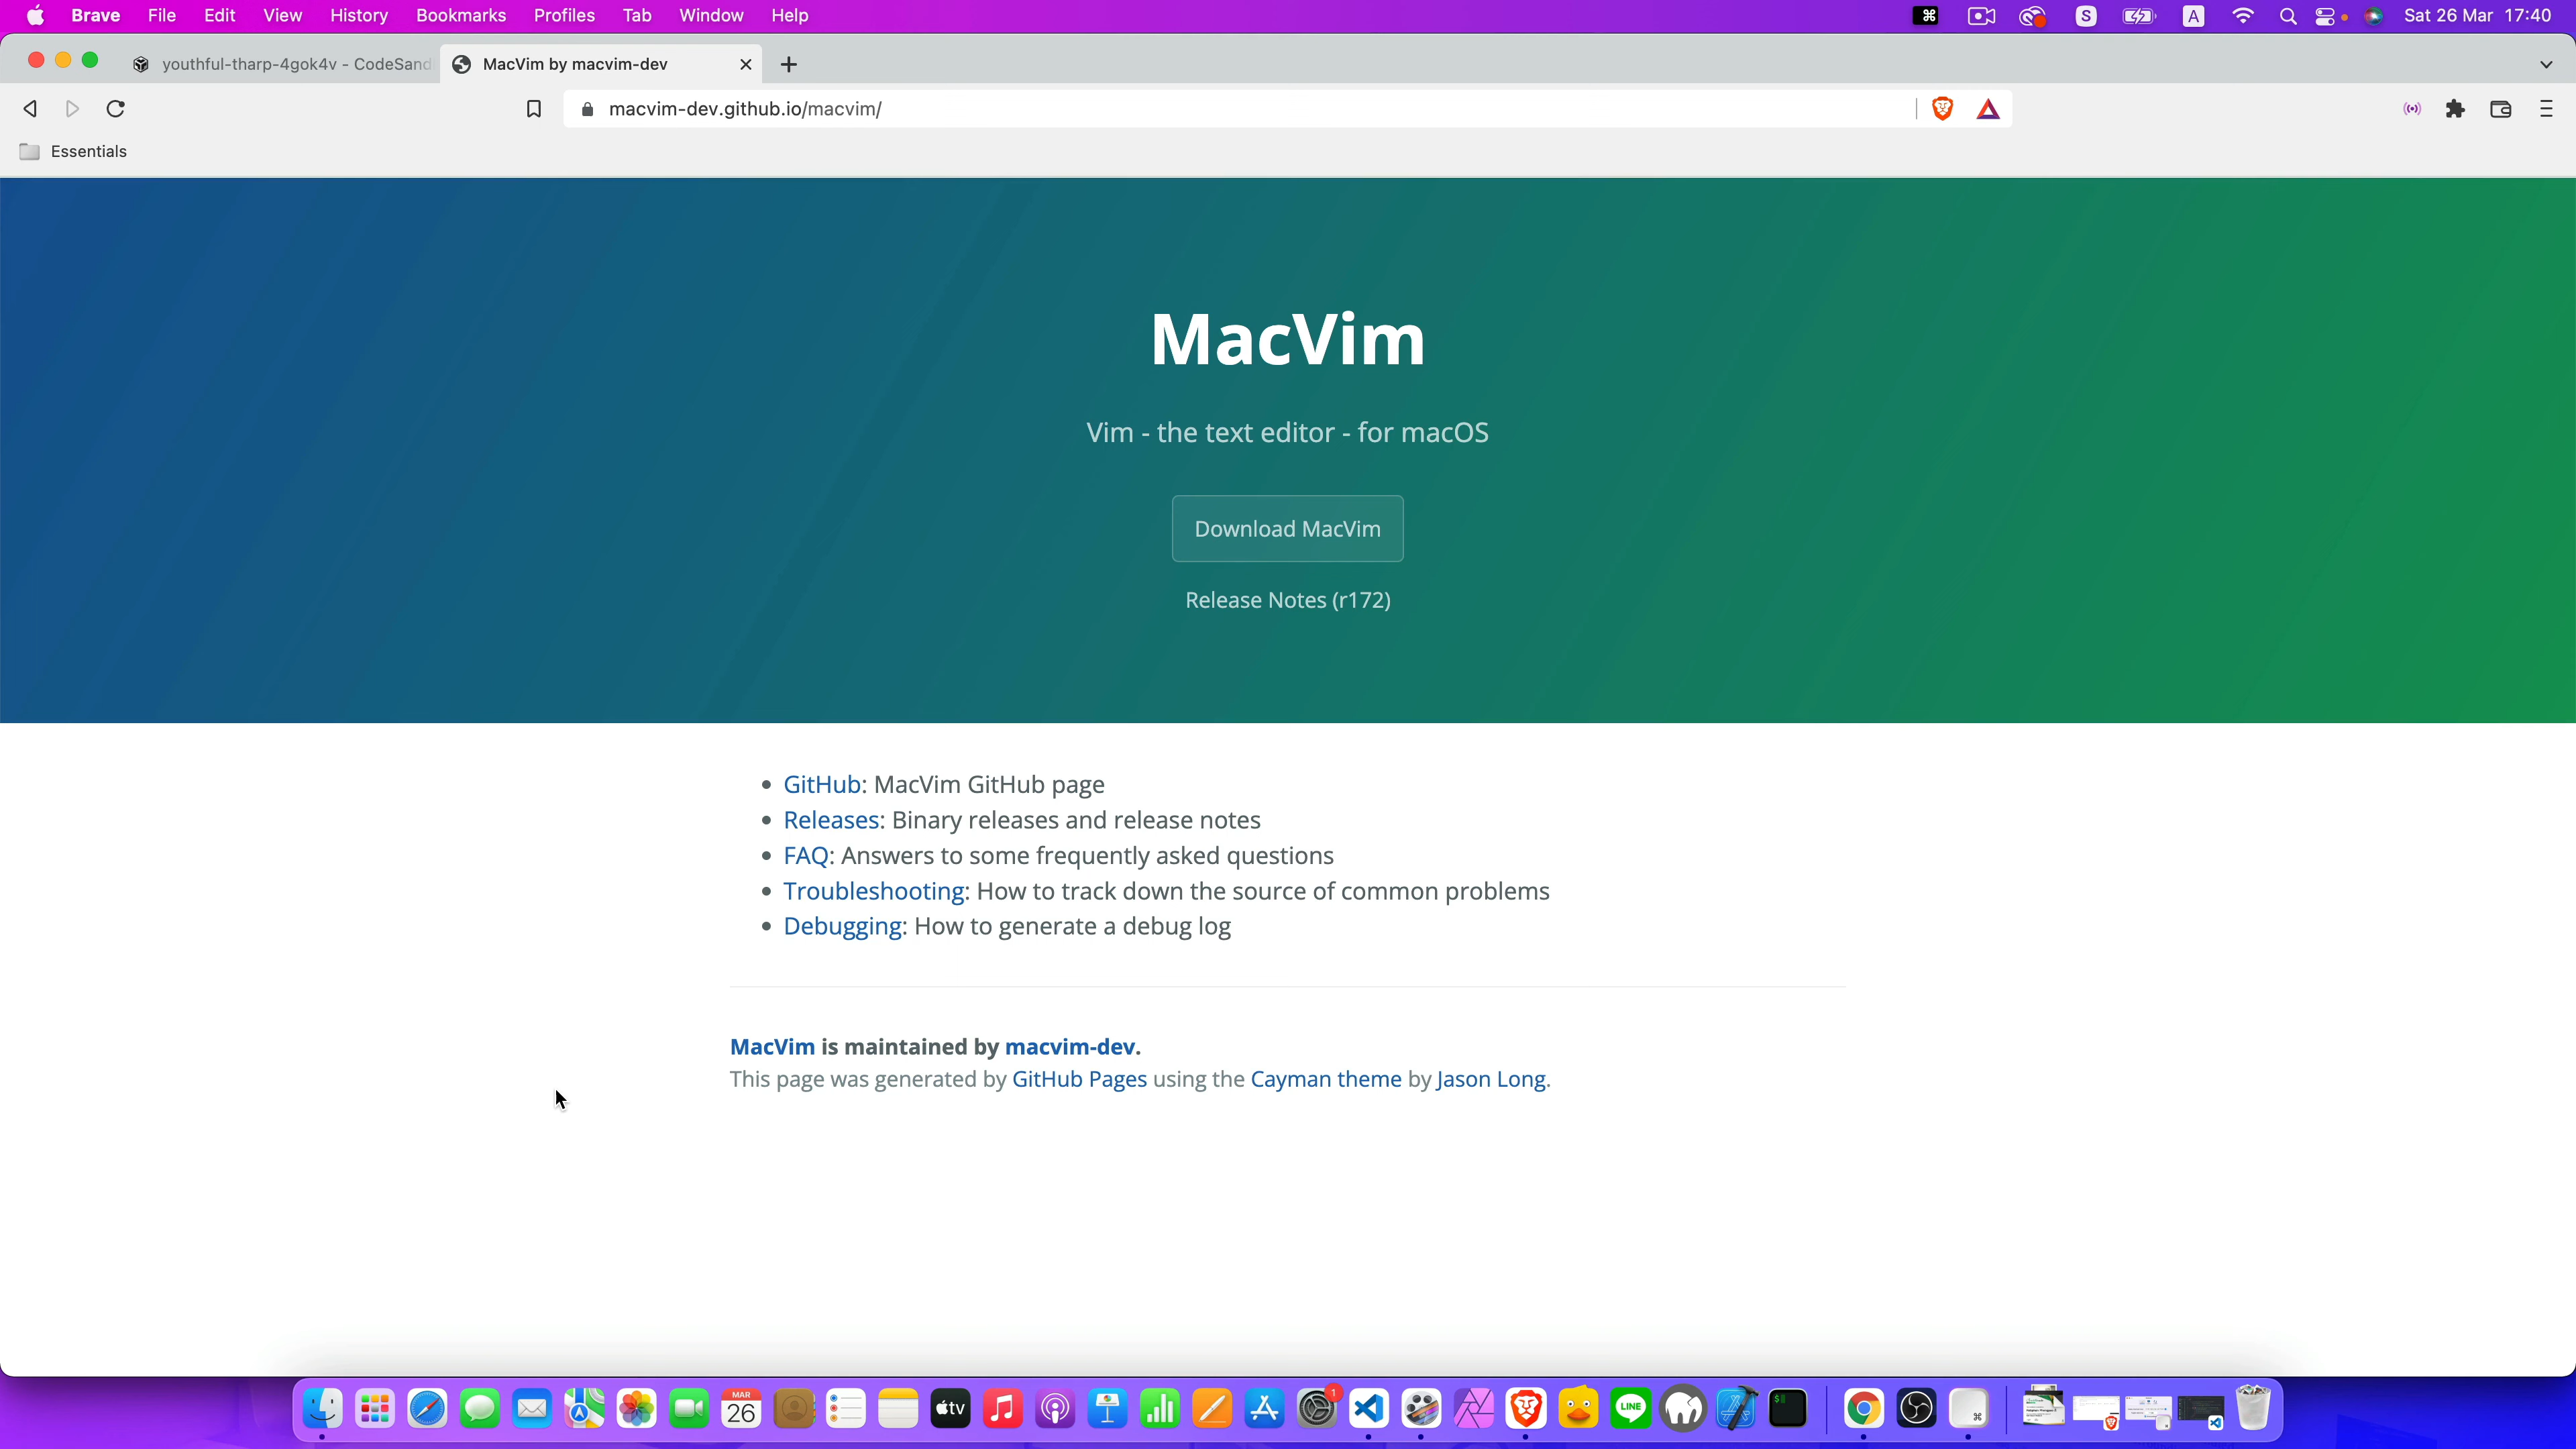 Brave File Edit View History Bookmarks Profiles Tab Window Help
S A Sat 26 Mar 17:40
youthful-tharp-4gok4v - CodeSand
MacVim by macvim-dev
macvim-dev.github.io/macvim/
Essentials
MacVim
Vim - the text editor - for macOS
Download MacVim
Release Notes (r172)
GitHub: MacVim GitHub page
Releases: Binary releases and release notes
FAQ: Answers to some frequently asked questions
Troubleshooting: How to track down the source of common problems
Debugging: How to generate a debug log
MacVim is maintained by macvim-dev.
This page was generated by GitHub Pages using the Cayman theme by Jason Long.
MAR
26
tv
1
LINE